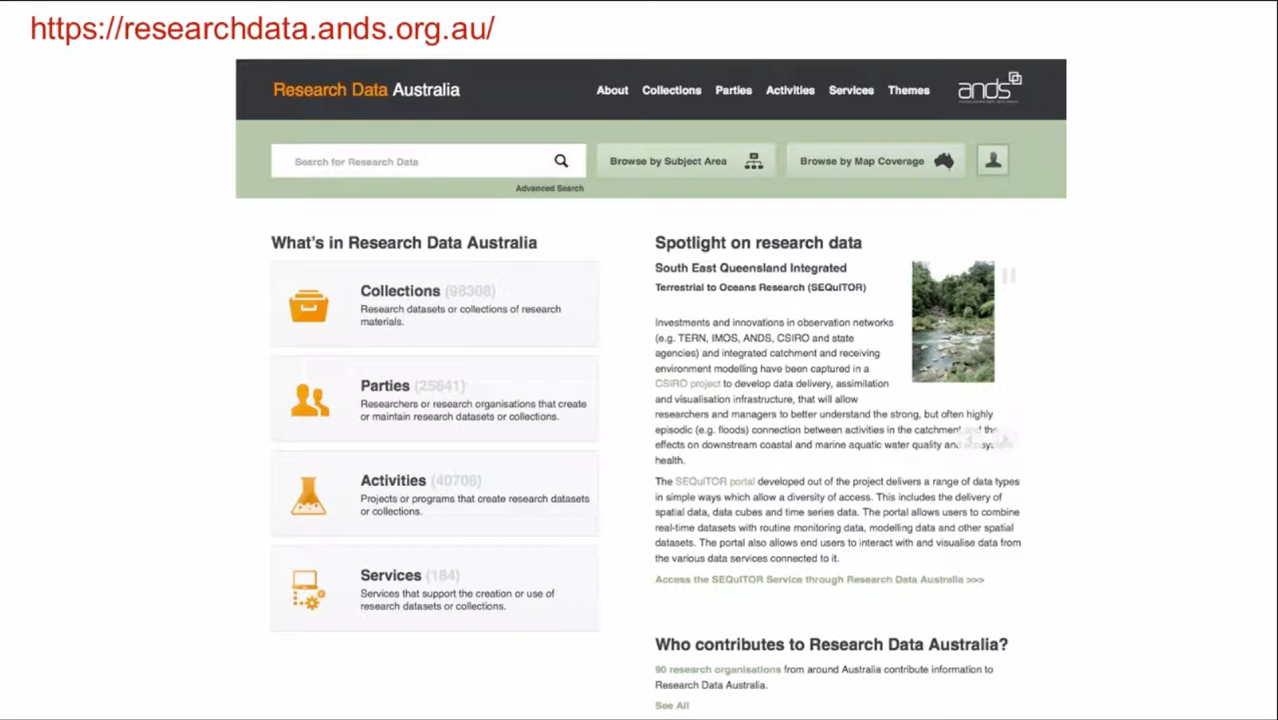 https://researchdata.ands.org.au/
Research Data Australia
About Collections Parties Activities Services Themes
ands
Search for Research Data
Browse by Subject Area
Browse by Map Coverage
Advanced Search
What's in Research Data Australia
Collections (98308)
Research datasets or collections of research
materials.
Parties (25641)
Researchers or research organisations that create
or maintain research datasets or collections.
Activities (40708)
Projects or programs that create research datasets
or collections.
Services (184)
Services that support the creation or use of
research datasets or collections.
Spotlight on research data
South East Queensland Integrated
Terrestrial to Oceans Research (SEQuITOR)
Investments and innovations in observation networks
(e.g. TERN, IMOS, ANDS, CSIRO and state
agencies) and integrated catchment and receiving
environment modelling have been captured in a
CSIRO project to develop data delivery, assimilation
and visualisation infrastructure, that will allow
researchers and managers to better understand the strong, but often highly
episodic (e.g. floods) connection between activities in the catchment and the
effects on downstream coastal and marine aquatic water quality and ecosystem
health.
The SEQuITOR portal developed out of the project delivers a range of data types
in simple ways which allow a diversity of access. This includes the delivery of
spatial data, data cubes and time series data. The portal allows users to combine
real-time datasets with routine monitoring data, modelling data and other spatial
datasets. The portal also allows end users to interact with and visualise data from
the various data services connected to it.
Access the SEQuITOR Service through Research Data Australia >>>
Who contributes to Research Data Australia?
90 research organisations from around Australia contribute information to
Research Data Australia.
See All